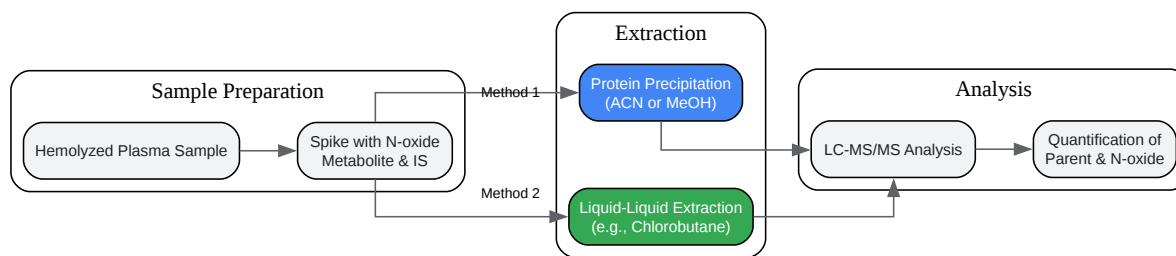 Sample Preparation
Hemolyzed Plasma Sample
Spike with N-oxide
Metabolite & IS
Method 1
Method 2
Extraction
Protein Precipitation
(ACN or MeOH)
Liquid-Liquid Extraction
(e.g., Chlorobutane)
Analysis
LC-MS/MS Analysis
Quantification of
Parent & N-oxide